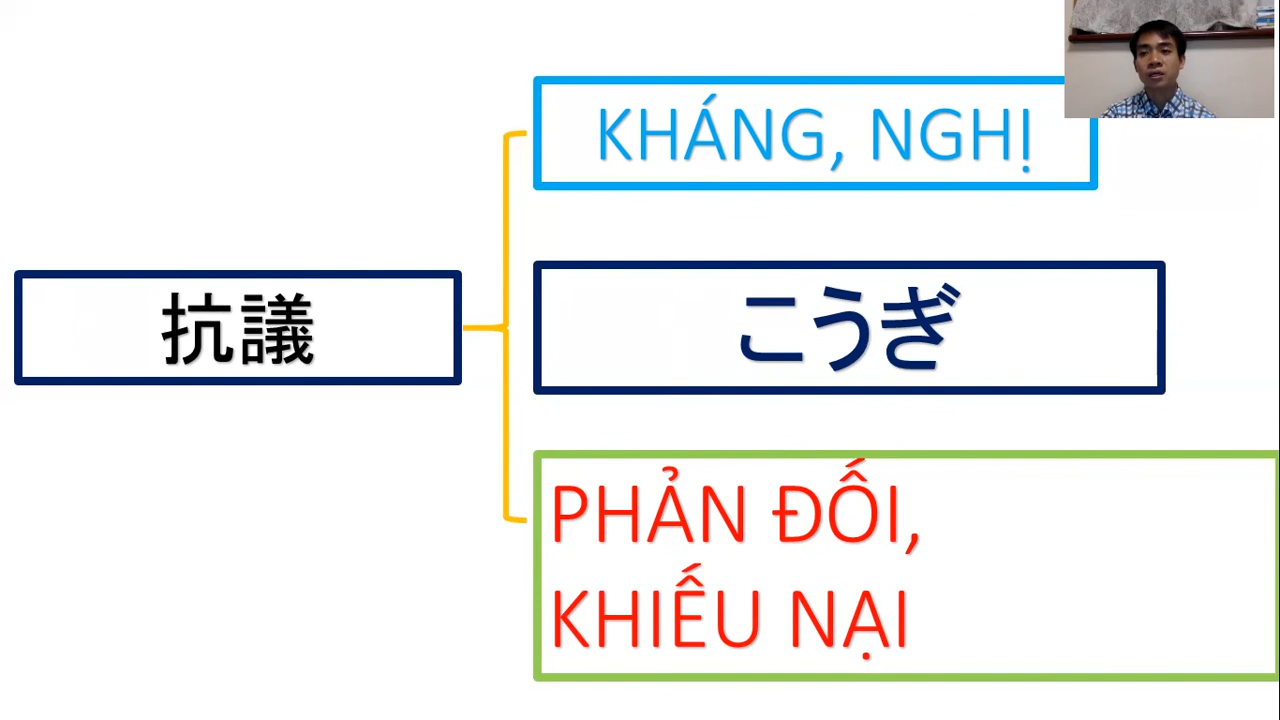 抗議
KHÁNG, NGHỊ
こうぎ
PHẢN ĐỐI,
KHIẾU NẠI